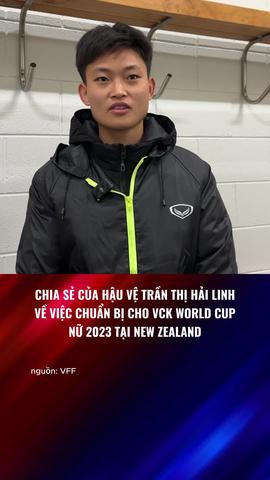 CHIA SẺ CỦA HẬU VỆ TRẦN THỊ HẢI LINH
VỀ VIỆC CHUẨN BỊ CHO VCK WORLD CUP
NỮ 2023 TẠI NEW ZEALAND
nguồn: VFF